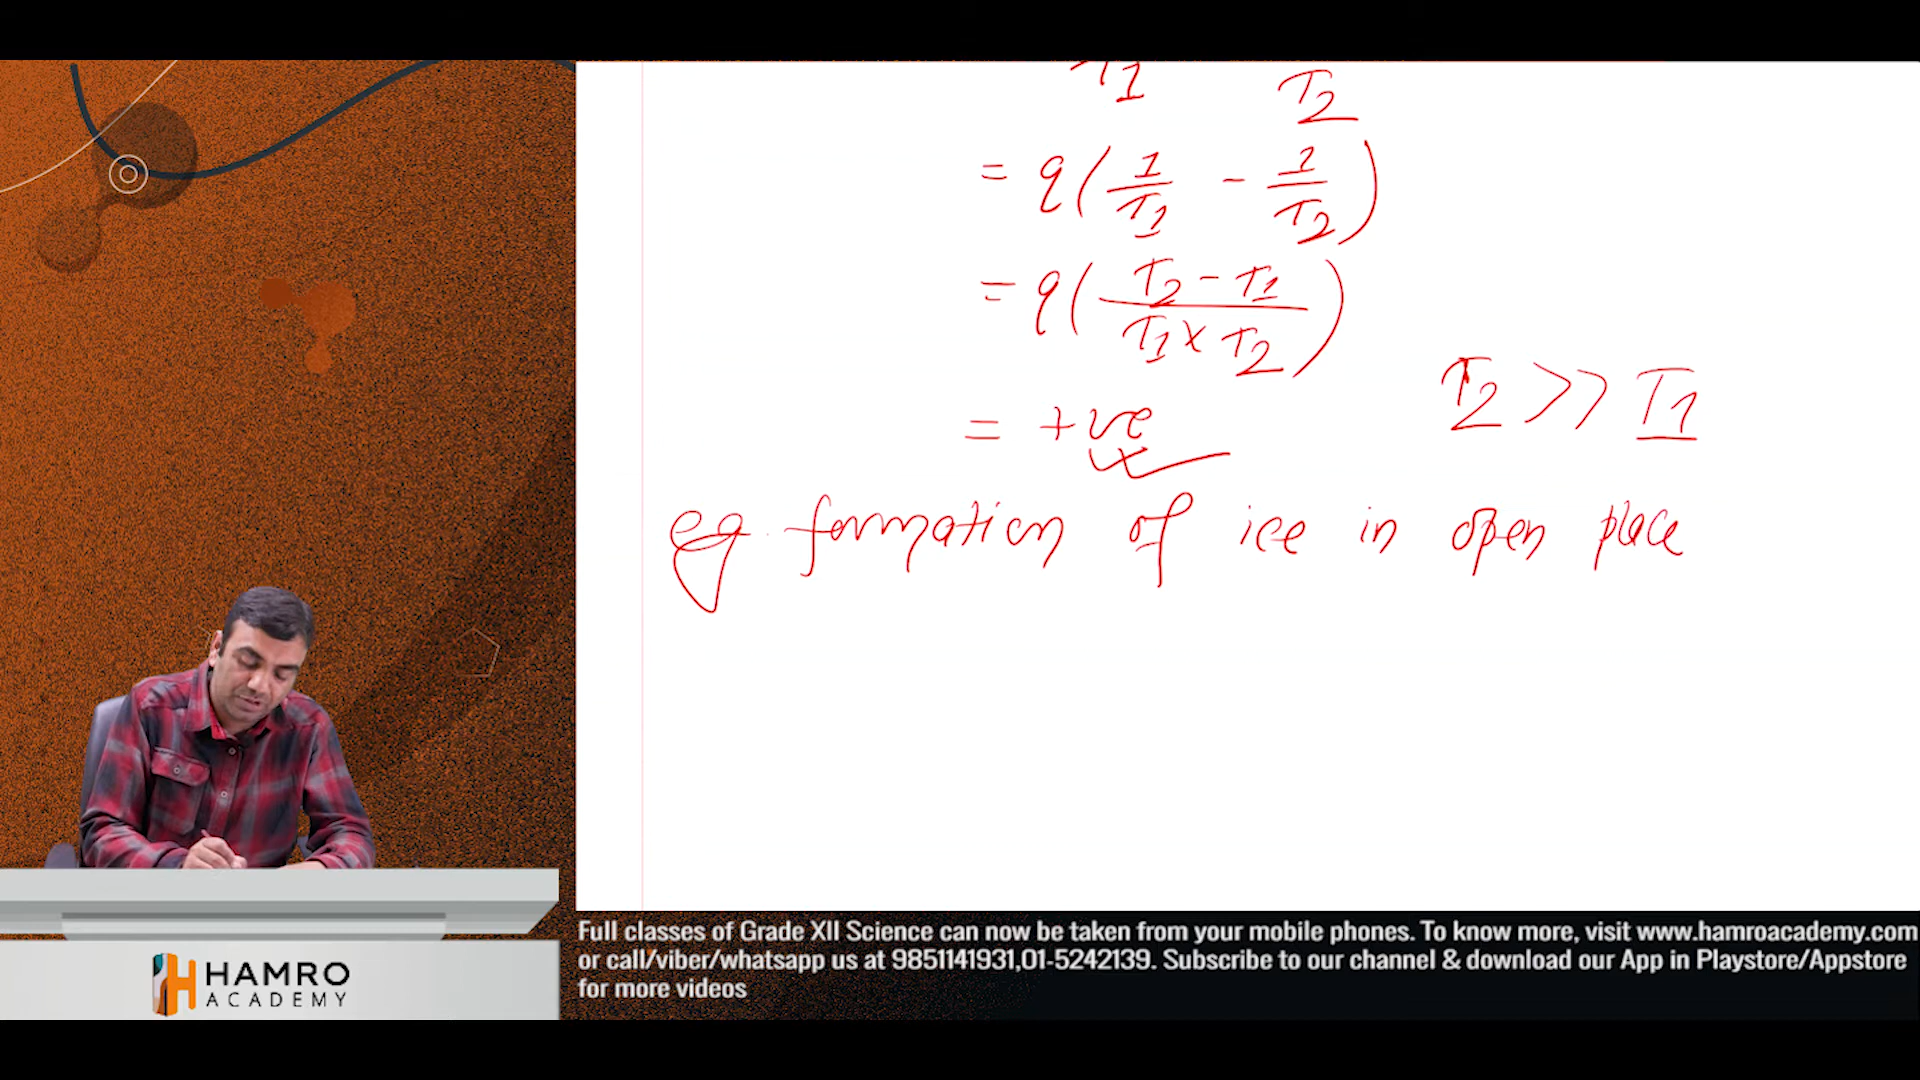 T1 T2
= q(1/T1 - 1/T2)
= q(T2 - T1 / T1 x T2)
T2 >> T1
= +ve
eg. formation of ice in open place
Full classes of Grade XII Science can now be taken from your mobile phones. To know more, visit www.hamroacademy.com
or call/viber/whatsapp us at 9851141931,01-5242139. Subscribe to our channel & download our App in Playstore/Appstore
for more videos
HAMRO
ACADEMY